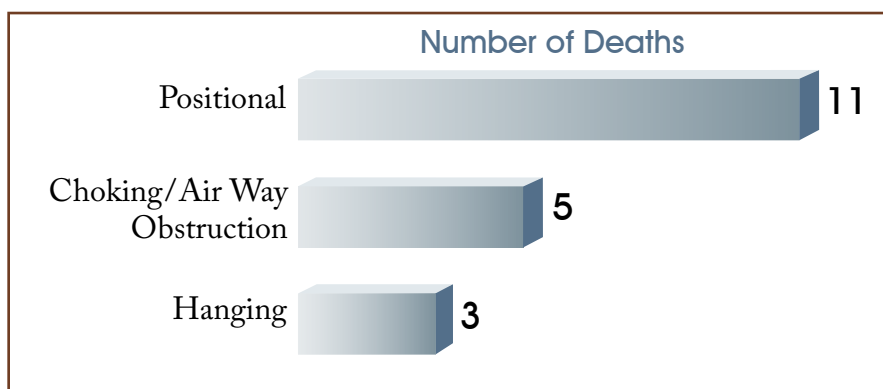 Number of Deaths
Positional
11
Choking/Air Way
Obstruction
5
Hanging
3